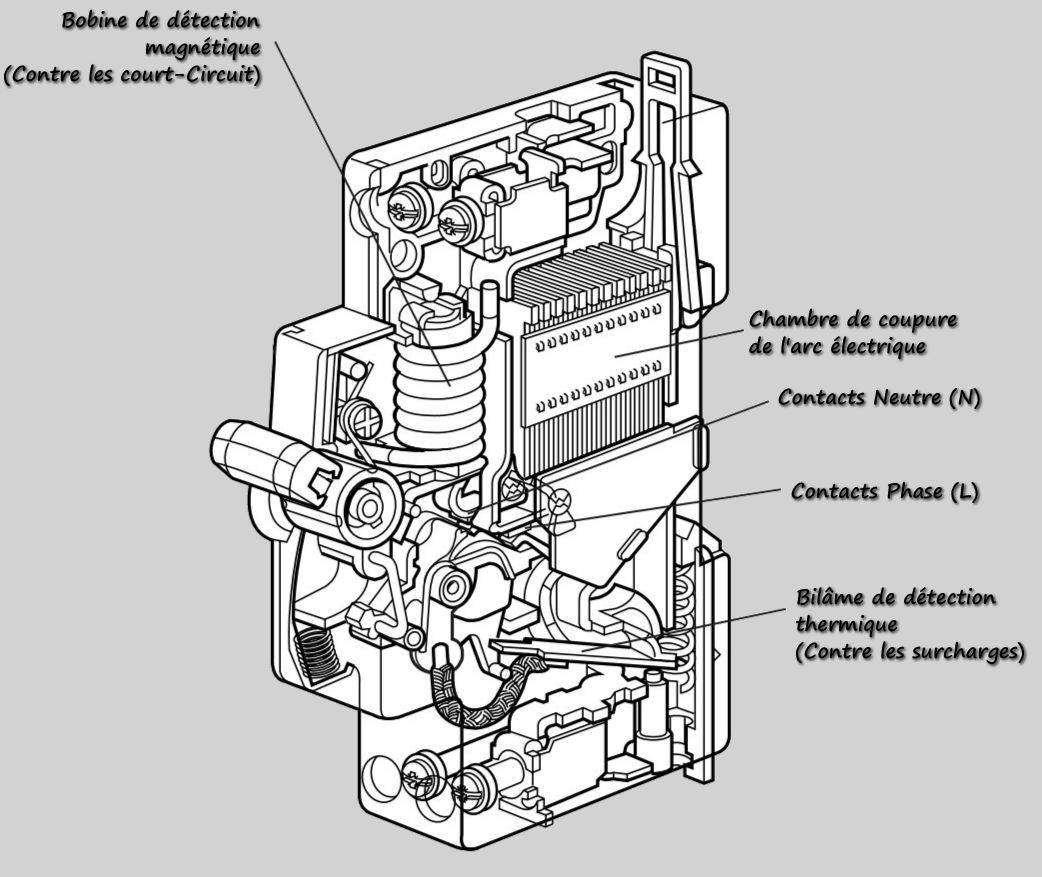 Bobine de détection
magnétique
(Contre les court-Circuit)
Chambre de coupure
de l'arc électrique
Contacts Neutre (N)
Contacts Phase (L)
Bilâme de détection
thermique
(Contre les surcharges)